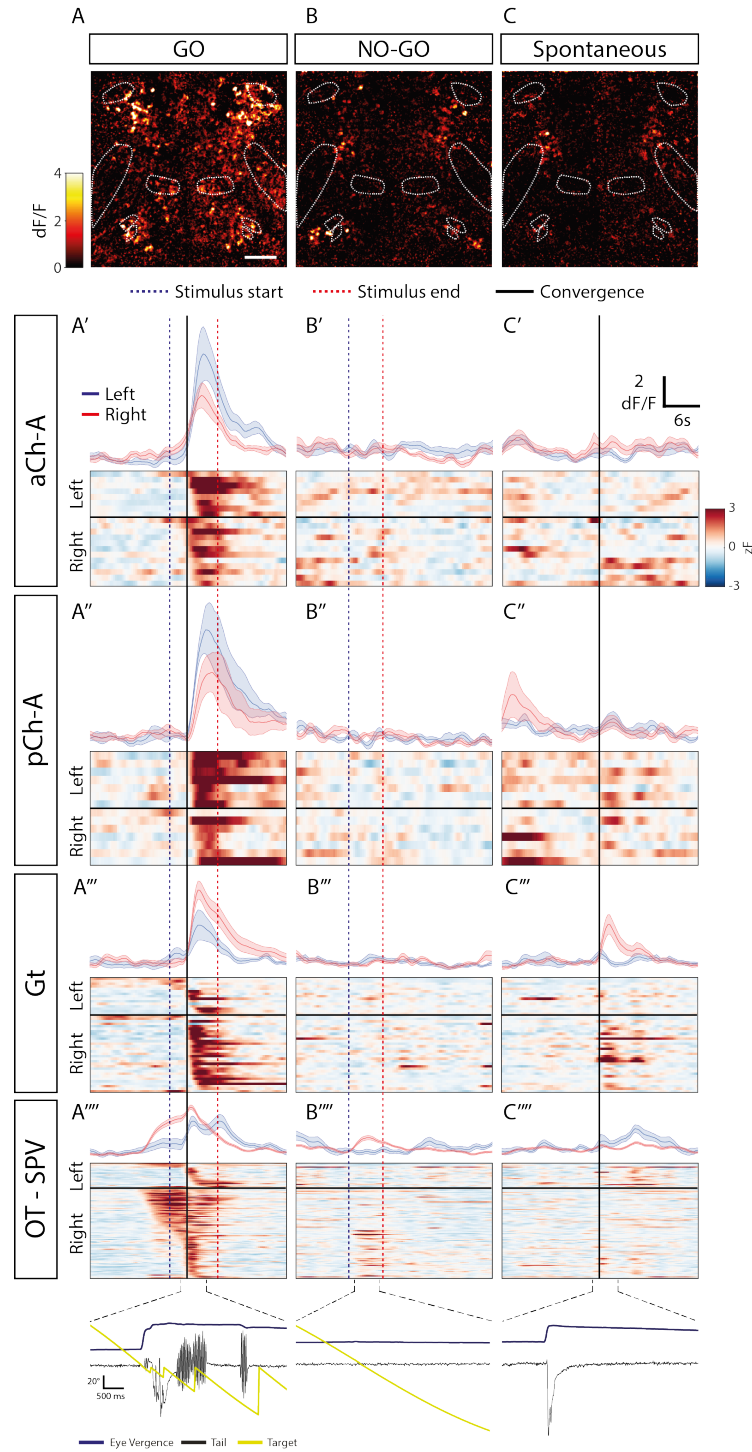 A
B
C
GO
NO-GO
Spontaneous
4
2
0
dF/F
Stimulus start
Stimulus end
Convergence
aCh-A
A′
B′
C′
Left
Right
2
dF/F
6s
Left
Right
3
0
-3
zF
pCh-A
A″
B″
C″
Left
Right
Gt
A‴
B‴
C‴
Left
Right
OT - SPV
A⁗
B⁗
C⁗
Left
Right
20°
500 ms
Eye Vergence
Tail
Target